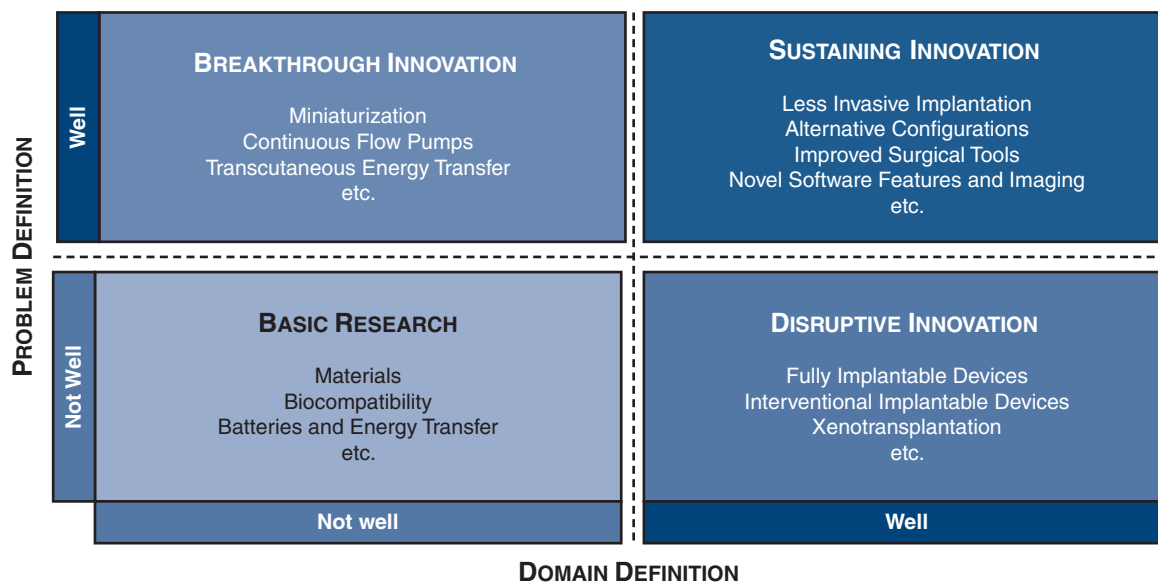 PROBLEM DEFINITION
Well
BREAKTHROUGH INNOVATION
Miniaturization
Continuous Flow Pumps
Transcutaneous Energy Transfer
etc.
SUSTAINING INNOVATION
Less Invasive Implantation
Alternative Configurations
Improved Surgical Tools
Novel Software Features and Imaging
etc.
Not Well
BASIC RESEARCH
Materials
Biocompatibility
Batteries and Energy Transfer
etc.
DISRUPTIVE INNOVATION
Fully Implantable Devices
Interventional Implantable Devices
Xenotransplantation
etc.
Not well
Well
DOMAIN DEFINITION